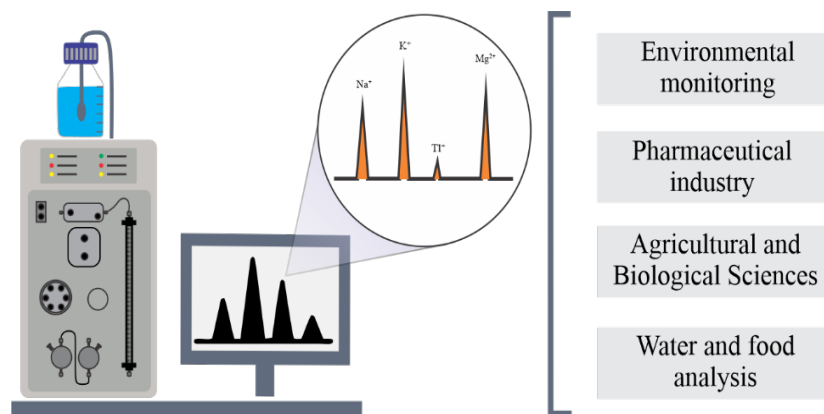 Na⁺
K⁺
Tl⁺
Mg²⁺
Environmental
monitoring
Pharmaceutical
industry
Agricultural and
Biological Sciences
Water and food
analysis